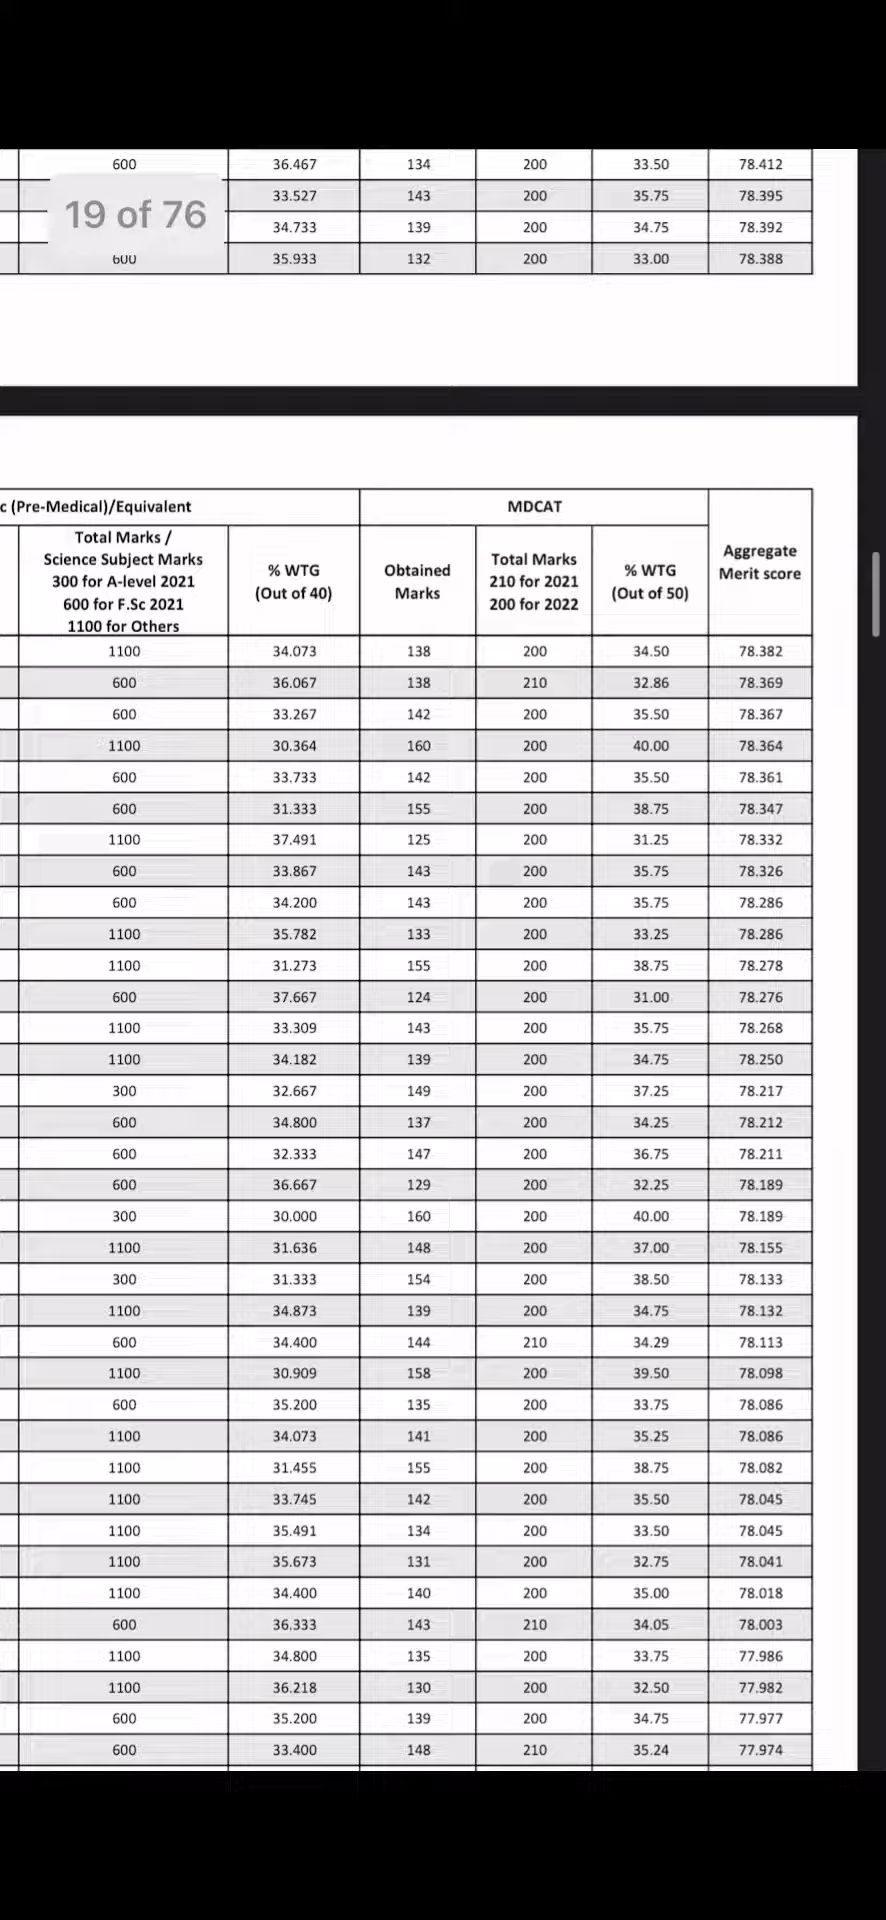 600 36.467 134 200 33.50 78.412
33.527 143 200 35.75 78.395
19 of 76
34.733 139 200 34.75 78.392
600 35.933 132 200 33.00 78.388
c (Pre-Medical)/Equivalent MDCAT
Total Marks /
Science Subject Marks
300 for A-level 2021
600 for F.Sc 2021
1100 for Others
% WTG
(Out of 40)
Obtained
Marks
Total Marks
210 for 2021
200 for 2022
% WTG
(Out of 50)
Aggregate
Merit score
1100 34.073 138 200 34.50 78.382
600 36.067 138 210 32.86 78.369
600 33.267 142 200 35.50 78.367
1100 30.364 160 200 40.00 78.364
600 33.733 142 200 35.50 78.361
600 31.333 155 200 38.75 78.347
1100 37.491 125 200 31.25 78.332
600 33.867 143 200 35.75 78.326
600 34.200 143 200 35.75 78.286
1100 35.782 133 200 33.25 78.286
1100 31.273 155 200 38.75 78.278
600 37.667 124 200 31.00 78.276
1100 33.309 143 200 35.75 78.268
1100 34.182 139 200 34.75 78.250
300 32.667 149 200 37.25 78.217
600 34.800 137 200 34.25 78.212
600 32.333 147 200 36.75 78.211
600 36.667 129 200 32.25 78.189
300 30.000 160 200 40.00 78.189
1100 31.636 148 200 37.00 78.155
300 31.333 154 200 38.50 78.133
1100 34.873 139 200 34.75 78.132
600 34.400 144 210 34.29 78.113
1100 30.909 158 200 39.50 78.098
600 35.200 135 200 33.75 78.086
1100 34.073 141 200 35.25 78.086
1100 31.455 155 200 38.75 78.082
1100 33.745 142 200 35.50 78.045
1100 35.491 134 200 33.50 78.045
1100 35.673 131 200 32.75 78.041
1100 34.400 140 200 35.00 78.018
600 36.333 143 210 34.05 78.003
1100 34.800 135 200 33.75 77.986
1100 36.218 130 200 32.50 77.982
600 35.200 139 200 34.75 77.977
600 33.400 148 210 35.24 77.974